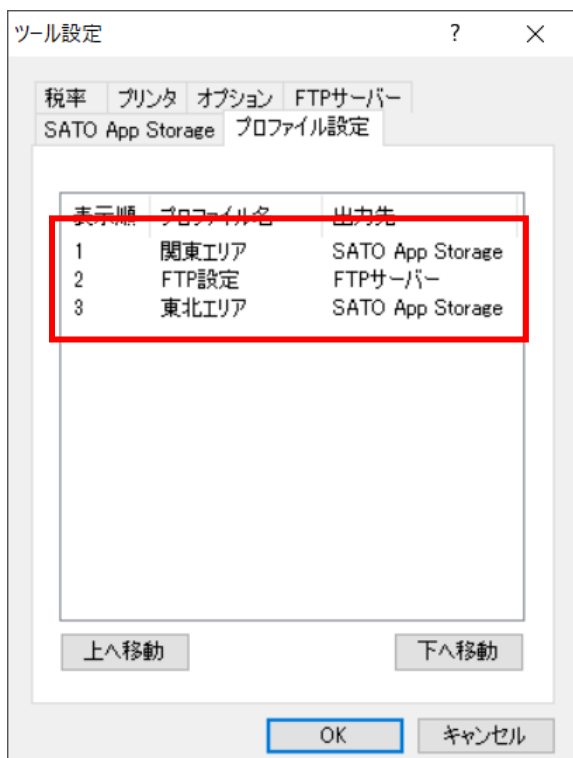 ツール設定 ? ×
税率 プリンタ オプション FTPサーバー
SATO App Storage プロファイル設定
表示順 プロファイル名 出力先
1 関東エリア SATO App Storage
2 FTP設定 FTPサーバー
3 東北エリア SATO App Storage
上へ移動 下へ移動
OK キャンセル